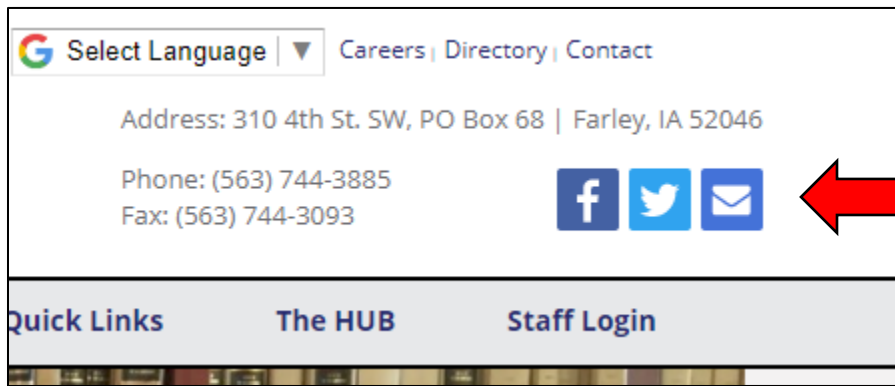 Select Language ▼ Careers | Directory | Contact
Address: 310 4th St. SW, PO Box 68 | Farley, IA 52046
Phone: (563) 744-3885
Fax: (563) 744-3093
Quick Links The HUB Staff Login